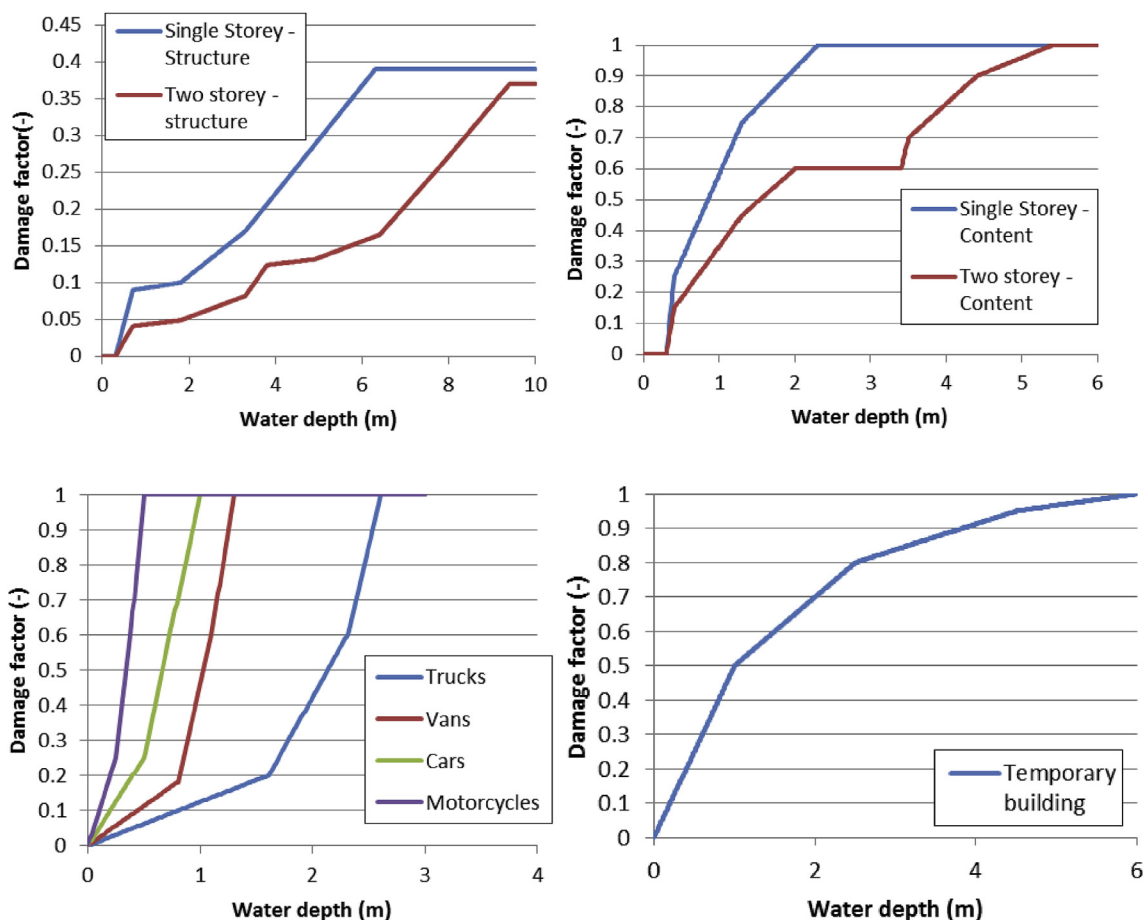 0.45
0.4
0.35
0.3
0.25
0.2
0.15
0.1
0.05
0
Damage factor(-)
Single Storey -
Structure
Two storey -
structure
0 2 4 6 8 10
Water depth (m)
1
0.9
0.8
0.7
0.6
0.5
0.4
0.3
0.2
0.1
0
Damage factor (-)
Single Storey -
Content
Two storey -
Content
0 1 2 3 4 5 6
Water depth (m)
1
0.9
0.8
0.7
0.6
0.5
0.4
0.3
0.2
0.1
0
Damage factor (-)
Trucks
Vans
Cars
Motorcycles
0 1 2 3 4
Water depth (m)
1
0.9
0.8
0.7
0.6
0.5
0.4
0.3
0.2
0.1
0
Damage factor (-)
Temporary
building
0 2 4 6
Water depth (m)